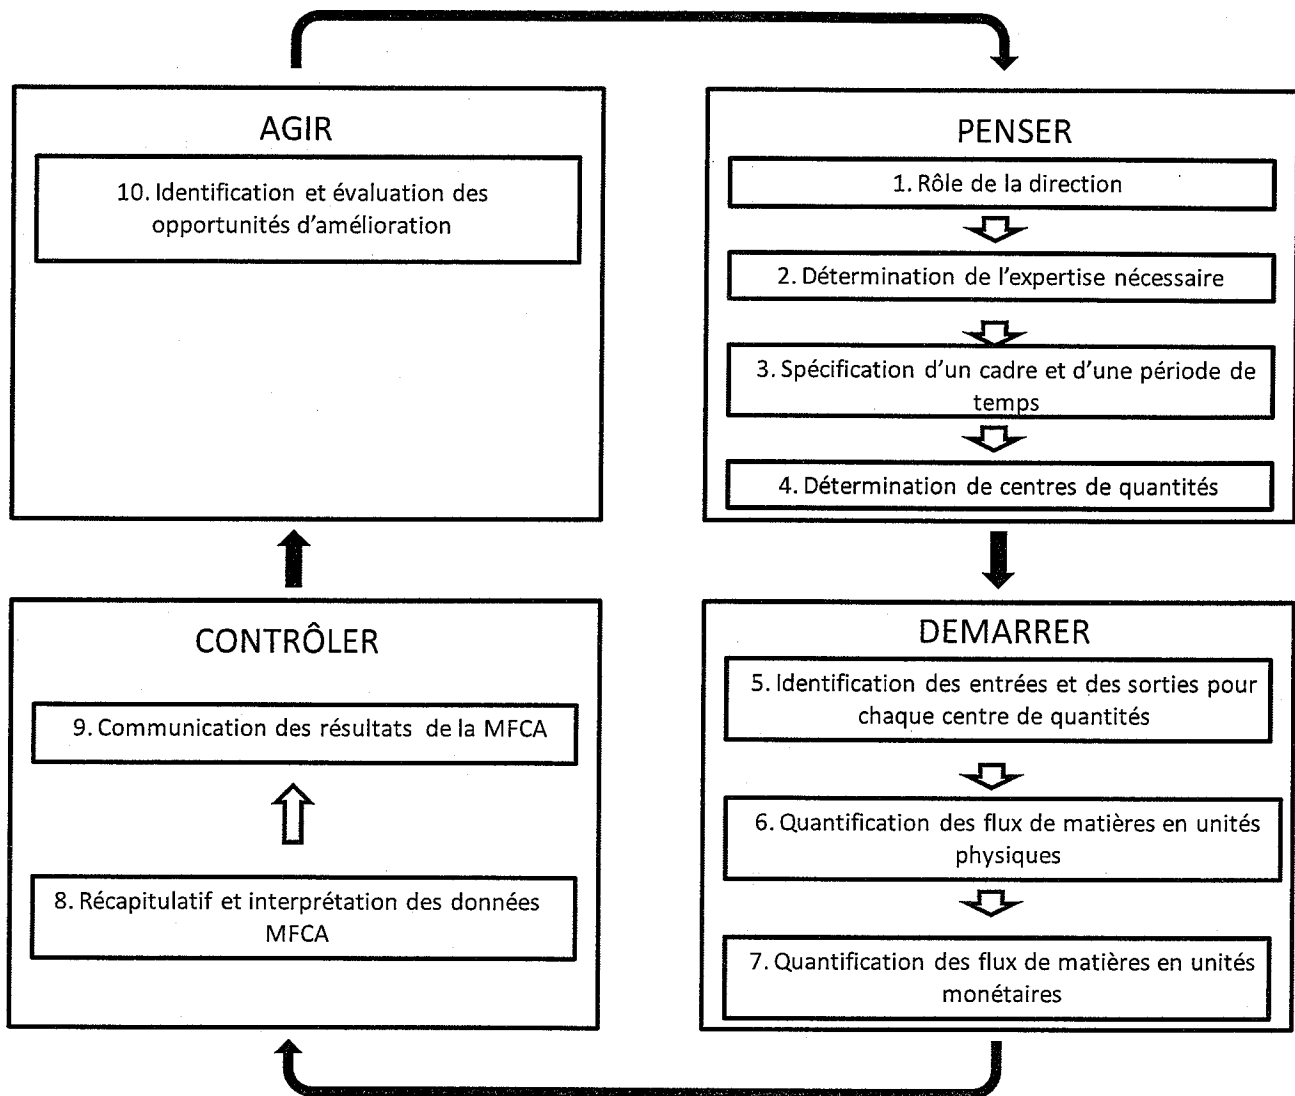 AGIR
10. Identification et évaluation des
opportunités d'amélioration
PENSER
1. Rôle de la direction
2. Détermination de l'expertise nécessaire
3. Spécification d'un cadre et d'une période de
temps
4. Détermination de centres de quantités
CONTRÔLER
9. Communication des résultats de la MFCA
8. Récapitulatif et interprétation des données
MFCA
DEMARRER
5. Identification des entrées et des sorties pour
chaque centre de quantités
6. Quantification des flux de matières en unités
physiques
7. Quantification des flux de matières en unités
monétaires